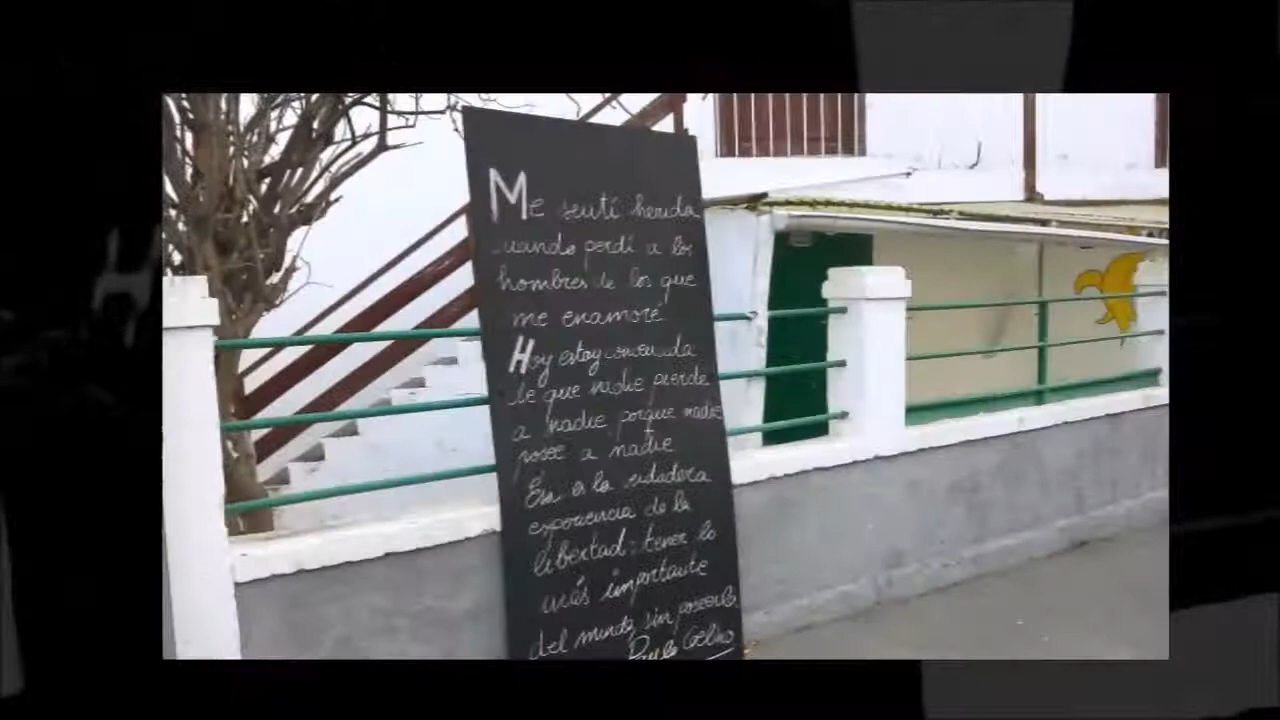 Me sentí herida
cuando perdí a los
hombres de los que
me enamoré
Hoy estoy convencida
de que nadie pierde
a nadie porque nadie
posee a nadie
Esa es la verdadera
experiencia de la
libertad: tener lo
más importante
del mundo sin poseerlo
Paulo Coelho